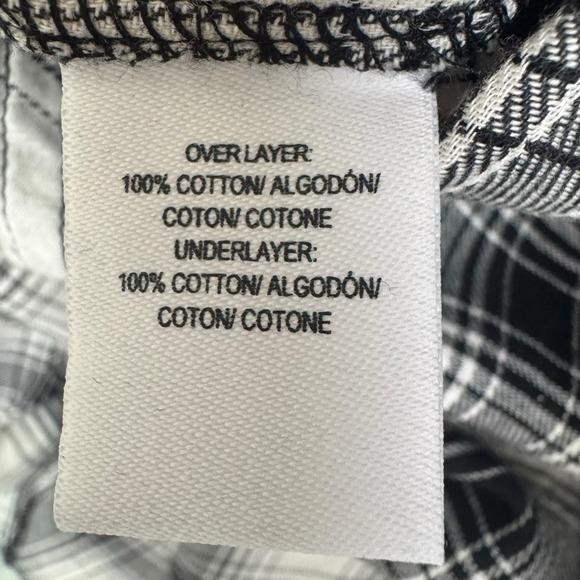 OVER LAYER:
100% COTTON/ ALGODÓN/
COTON/ COTONE
UNDERLAYER:
100% COTTON/ ALGODÓN/
COTON/ COTONE